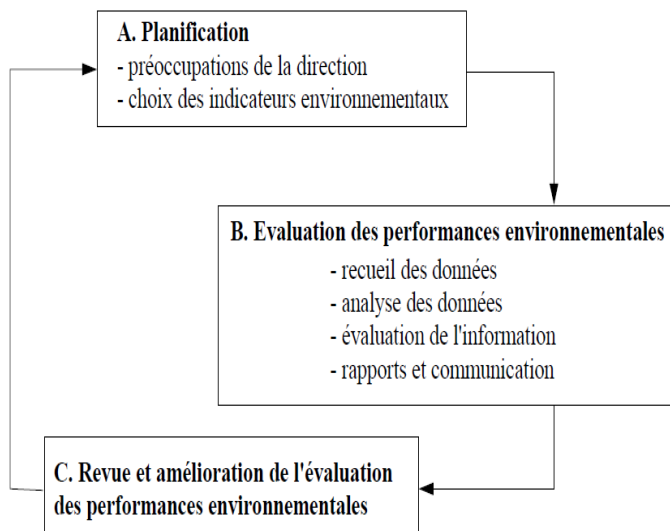 A. Planification
- préoccupations de la direction
- choix des indicateurs environnementaux
B. Evaluation des performances environnementales
- recueil des données
- analyse des données
- évaluation de l'information
- rapports et communication
C. Revue et amélioration de l'évaluation
des performances environnementales